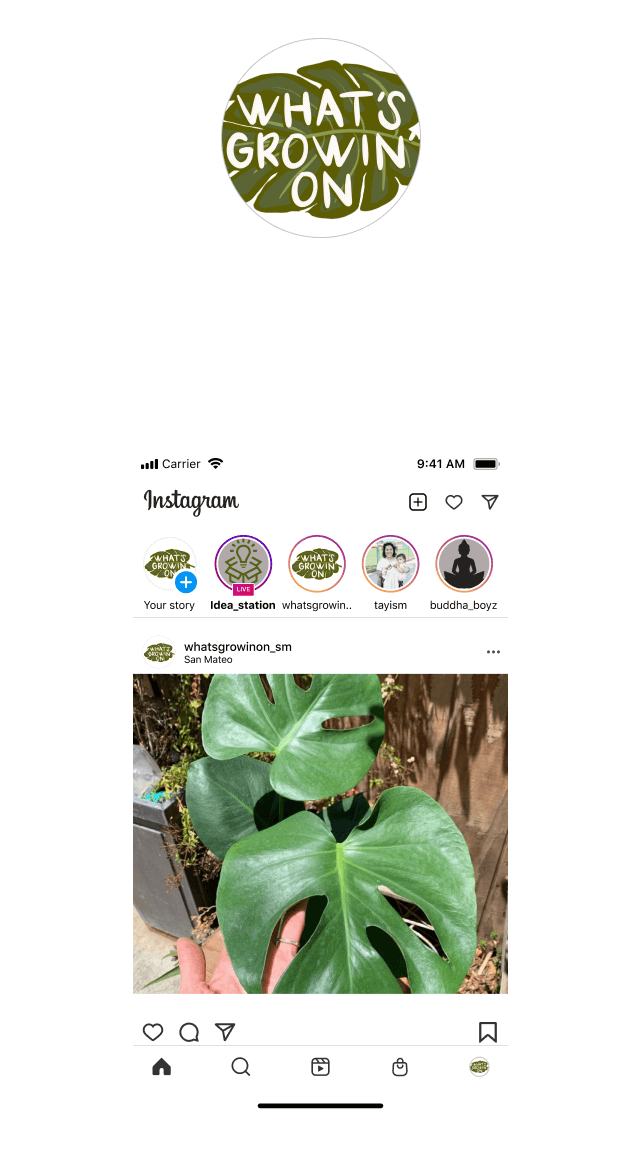 WHAT'S
GROWIN'
ON
Carrier
9:41 AM
Instagram
WHAT'S
GROWIN
ON
LIVE
WHAT'S
GROWIN
ON
Your story
Idea_station
whatsgrowin..
tayism
buddha_boyz
WHAT'S
GROWIN
ON
whatsgrowinon_sm
San Mateo